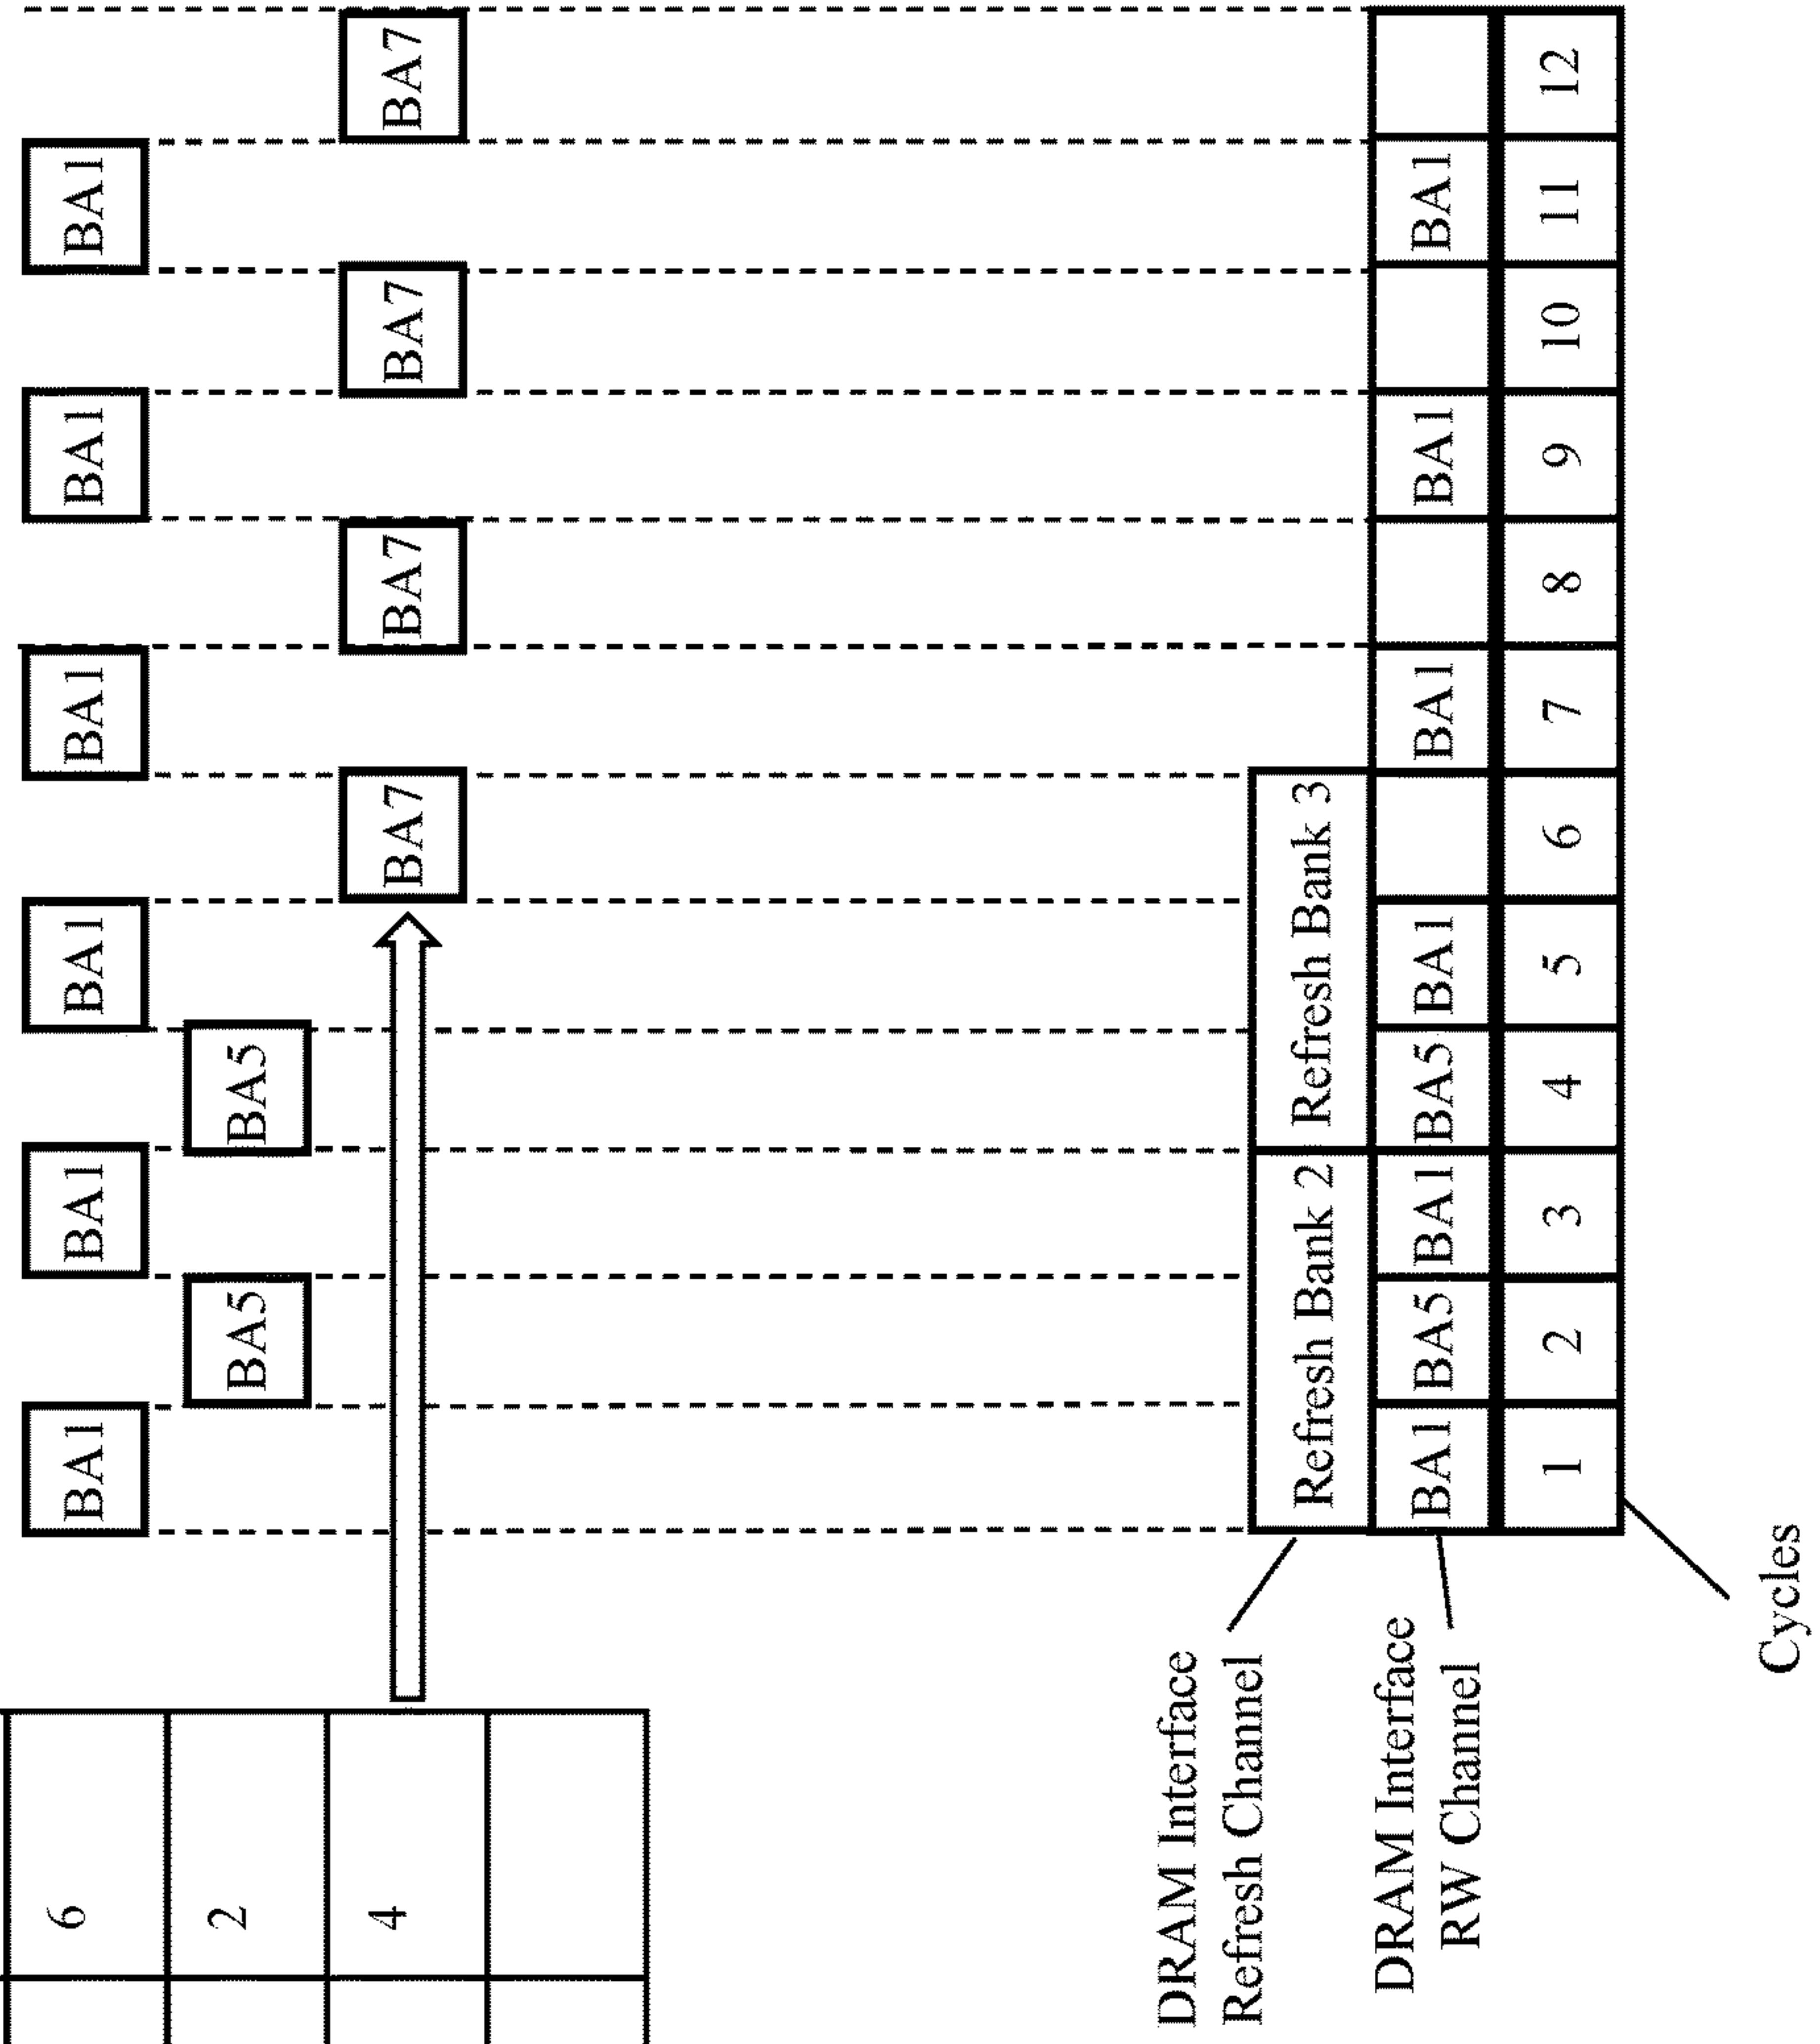 6 BA1 BA1 BA1 BA1 BA1 BA1
2 BA5 BA5
4 BA7 BA7 BA7 BA7
DRAM Interface
Refresh Channel
Refresh Bank 2 Refresh Bank 3
DRAM Interface
RW Channel
BA1 BA5 BA1 BA5 BA1 BA1 BA1 BA1
1 2 3 4 5 6 7 8 9 10 11 12
Cycles